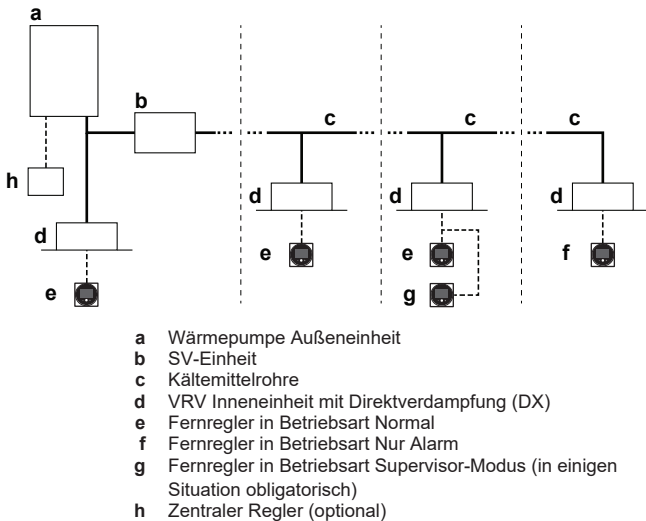 a
b
c
c
c
h
d
d
d
d
e
e
f
e
g
a Wärmepumpe Außeneinheit
b SV-Einheit
c Kältemittelrohre
d VRV Inneneinheit mit Direktverdampfung (DX)
e Fernregler in Betriebsart Normal
f Fernregler in Betriebsart Nur Alarm
g Fernregler in Betriebsart Supervisor-Modus (in einigen
Situation obligatorisch)
h Zentraler Regler (optional)